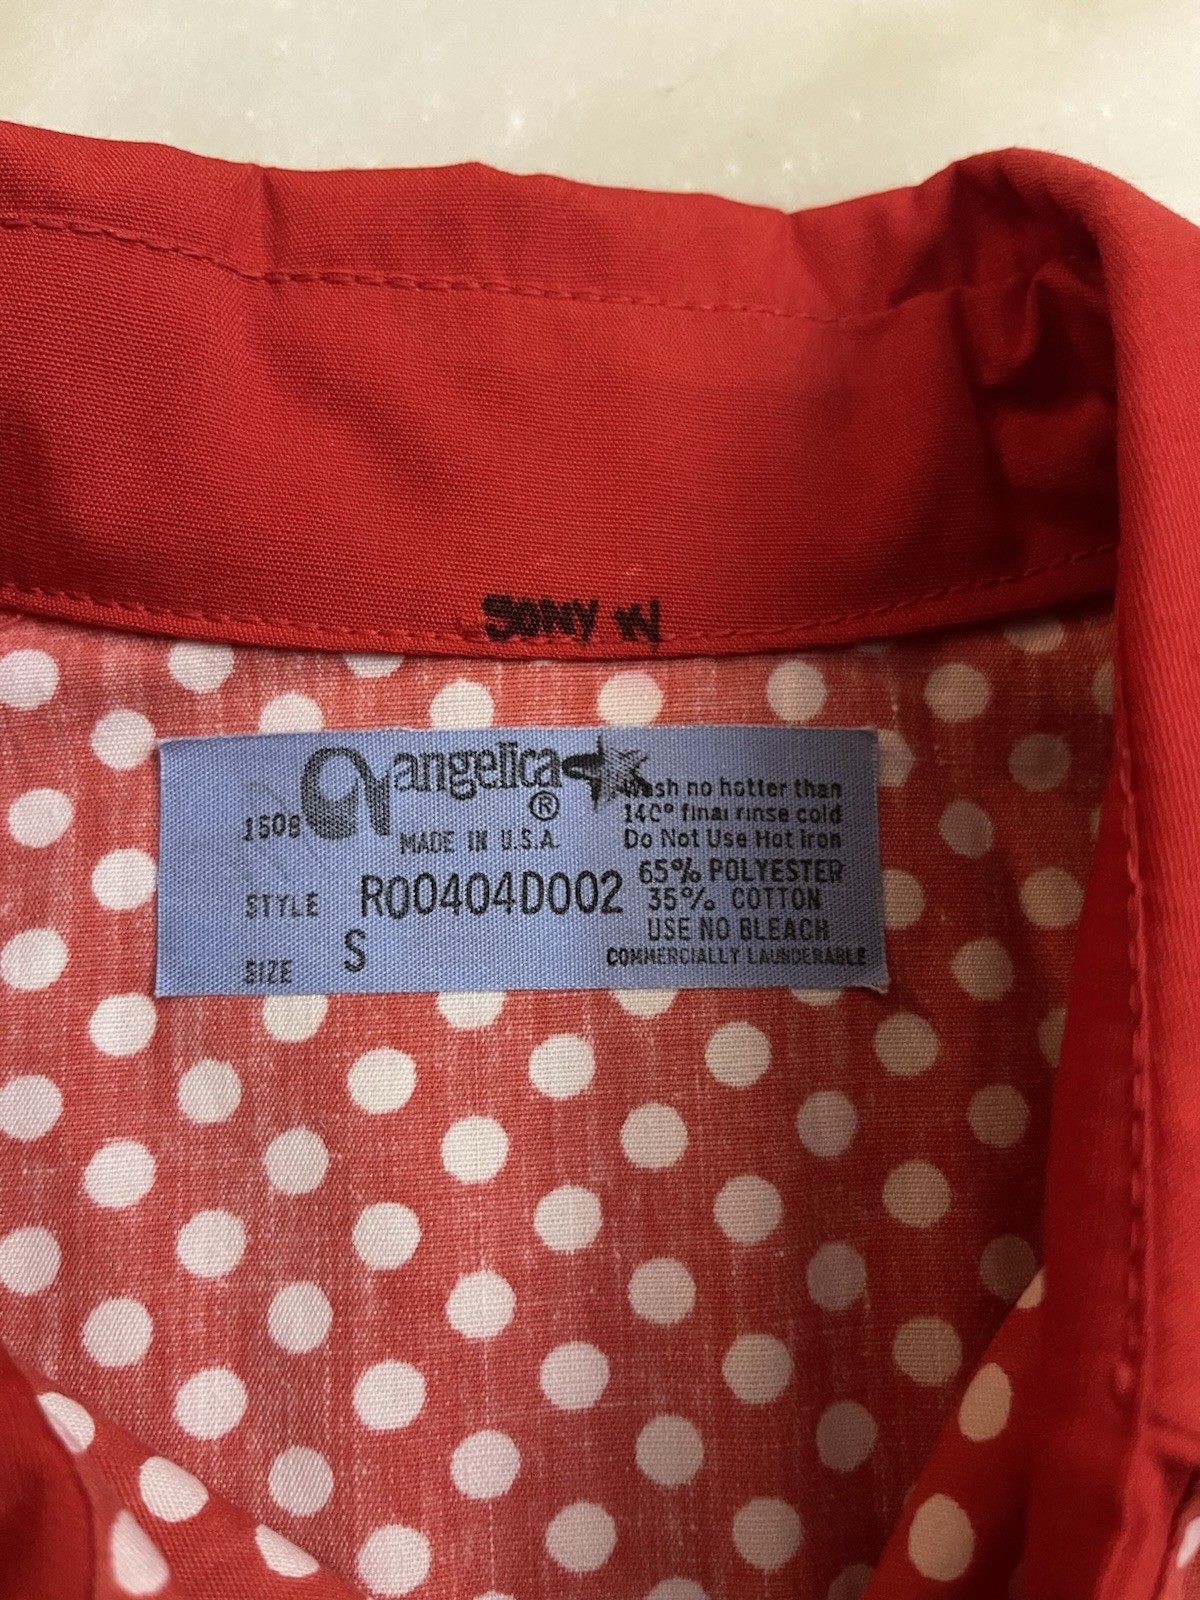 SONY W
angelica
®
1608
MADE IN U.S.A.
STYLE R00404D002
SIZE S
Wash no hotter than
140° final rinse cold
Do Not Use Hot Iron
65% POLYESTER
35% COTTON
USE NO BLEACH
COMMERCIALLY LAUNDERABLE